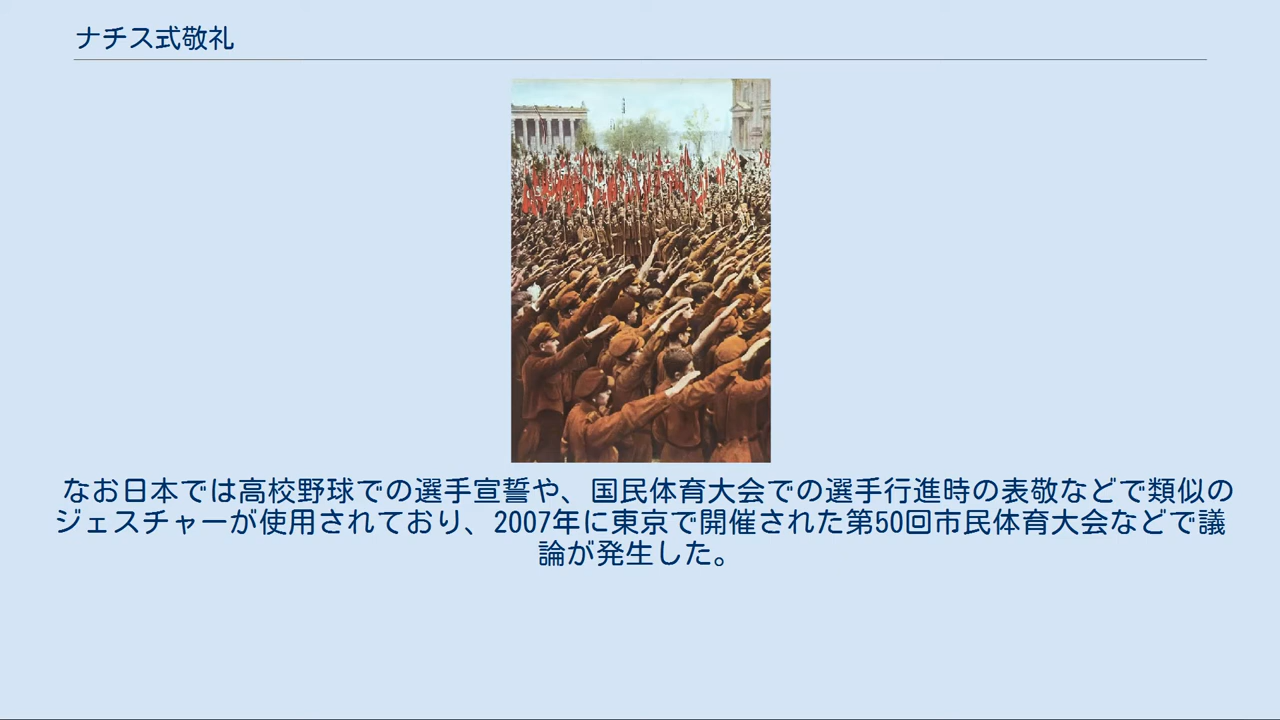 ナチス式敬礼
なお日本では高校野球での選手宣誓や、国民体育大会での選手行進時の表敬などで類似の
ジェスチャーが使用されており、2007年に東京で開催された第50回市民体育大会などで議
論が発生した。